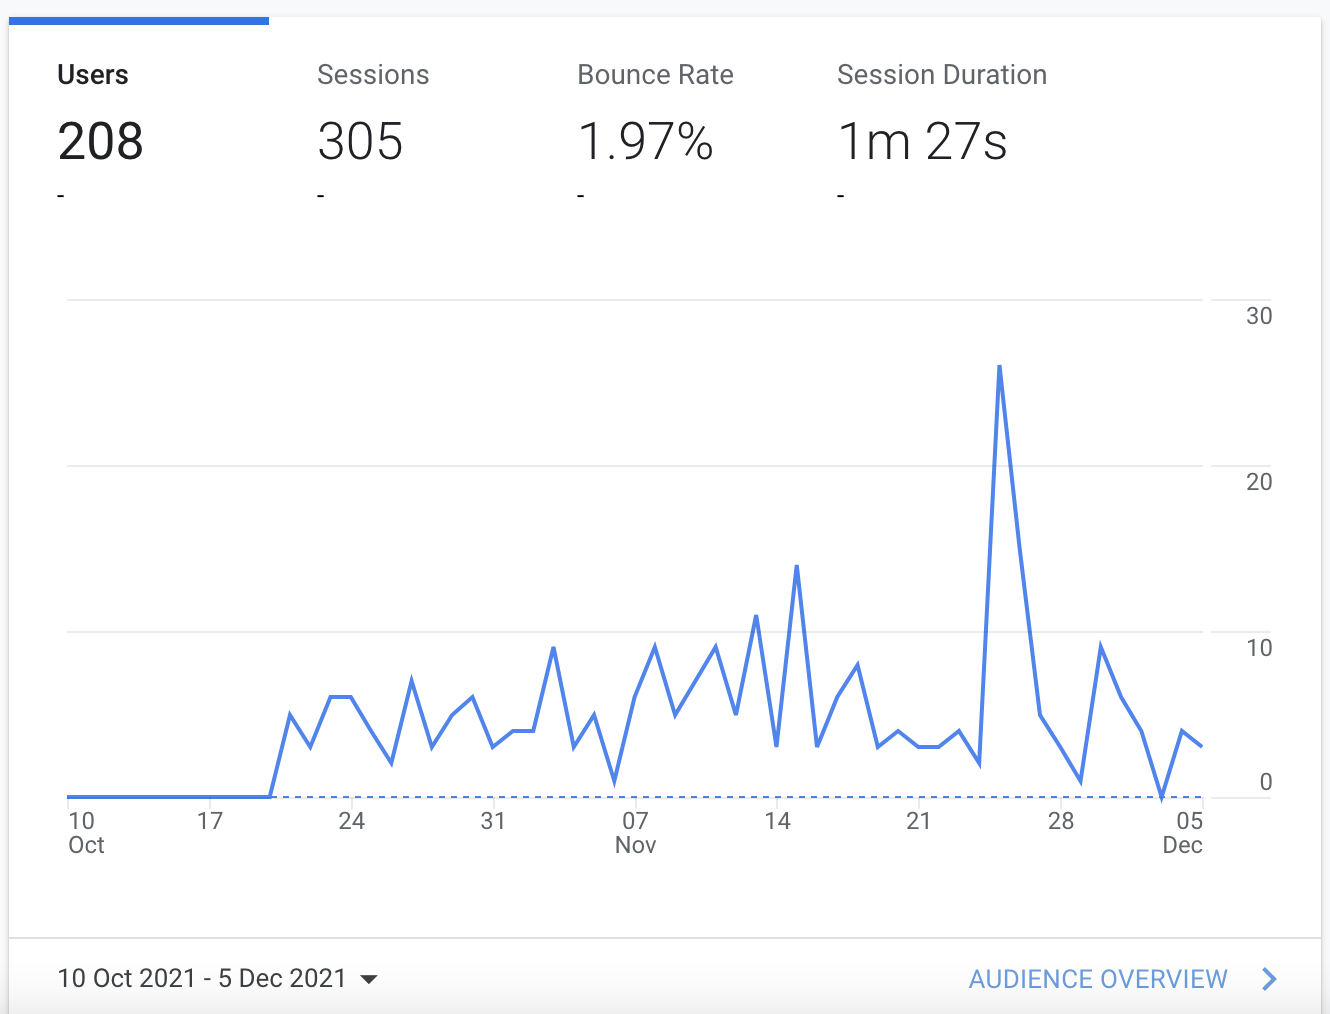 Users Sessions Bounce Rate Session Duration
208 305 1.97% 1m 27s
- - - -
30
20
10
0
10 17 24 31 07 14 21 28 05
Oct Nov Dec
10 Oct 2021 - 5 Dec 2021 AUDIENCE OVERVIEW